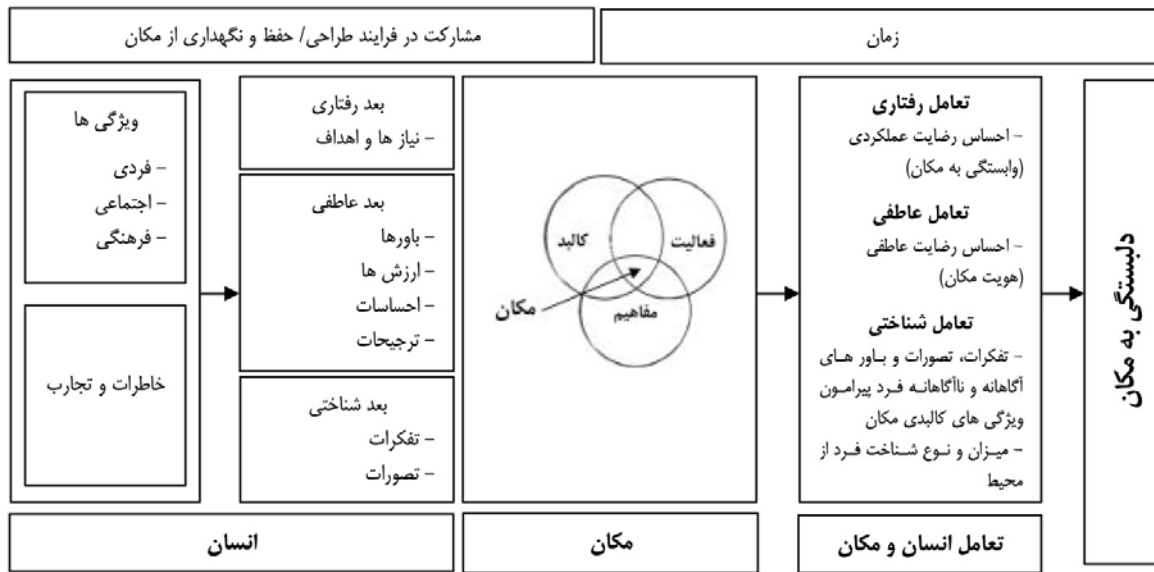 مشارکت در فرایند طراحی/ حفظ و نگهداری از مکان
زمان
ویژگی ها
– فردی
– اجتماعی
– فرهنگی
خاطرات و تجارب
بعد رفتاری
– نیاز ها و اهداف
بعد عاطفی
– باورها
– ارزش ها
– احساسات
– ترجیحات
بعد شناختی
– تفکرات
– تصورات
کالبد
فعالیت
مفاهیم
مکان
تعامل رفتاری
– احساس رضایت عملکردی
(وابستگی به مکان)
تعامل عاطفی
– احساس رضایت عاطفی
(هویت مکان)
تعامل شناختی
– تفکرات، تصورات و باور های
آگاهانه و ناآگاهانه فرد پیرامون
ویژگی های کالبدی مکان
– میزان و نوع شناخت فرد از
محیط
دلبستگی به مکان
انسان
مکان
تعامل انسان و مکان